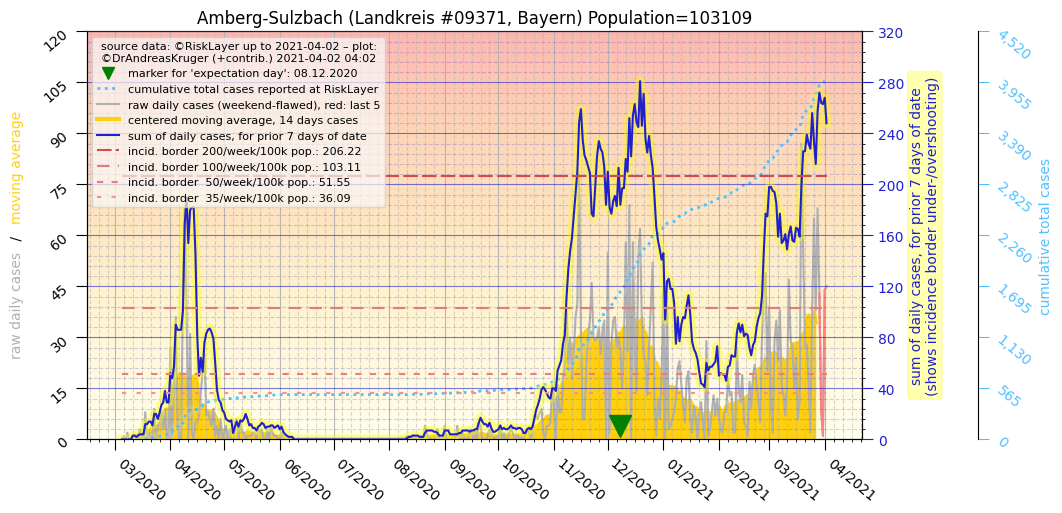 Amberg-Sulzbach (Landkreis #09371, Bayern) Population=103109
source data: ©RiskLayer up to 2021-04-02 – plot:
©DrAndreasKruger (+contrib.) 2021-04-02 04:02
marker for 'expectation day': 08.12.2020
cumulative total cases reported at RiskLayer
raw daily cases (weekend-flawed), red: last 5
centered moving average, 14 days cases
sum of daily cases, for prior 7 days of date
incid. border 200/week/100k pop.: 206.22
incid. border 100/week/100k pop.: 103.11
incid. border  50/week/100k pop.: 51.55
incid. border  35/week/100k pop.: 36.09
raw daily cases  /  moving average
120
105
90
75
60
45
30
15
0
03/2020
04/2020
05/2020
06/2020
07/2020
08/2020
09/2020
10/2020
11/2020
12/2020
01/2021
02/2021
03/2021
04/2021
320
280
240
200
160
120
80
40
0
sum of daily cases, for prior 7 days of date
(shows incidence border under-/overshooting)
4,520
3,955
3,390
2,825
2,260
1,695
1,130
565
0
cumulative total cases